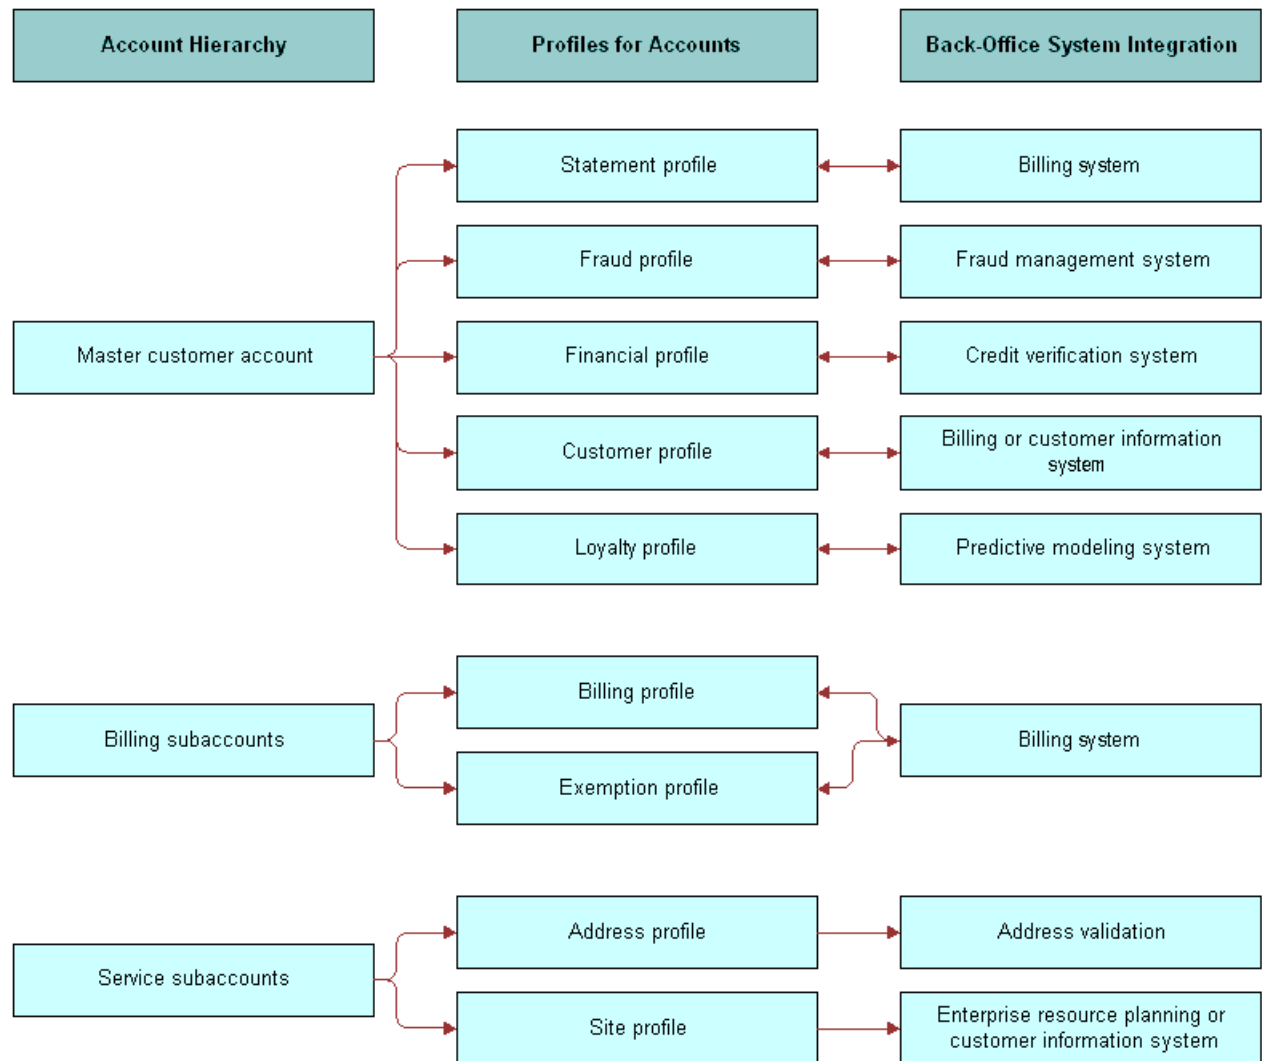 Account Hierarchy
Profiles for Accounts
Back-Office System Integration
Statement profile
Billing system
Fraud profile
Fraud management system
Master customer account
Financial profile
Credit verification system
Customer profile
Billing or customer information
system
Loyalty profile
Predictive modeling system
Billing subaccounts
Billing profile
Exemption profile
Billing system
Service subaccounts
Address profile
Address validation
Site profile
Enterprise resource planning or
customer information system